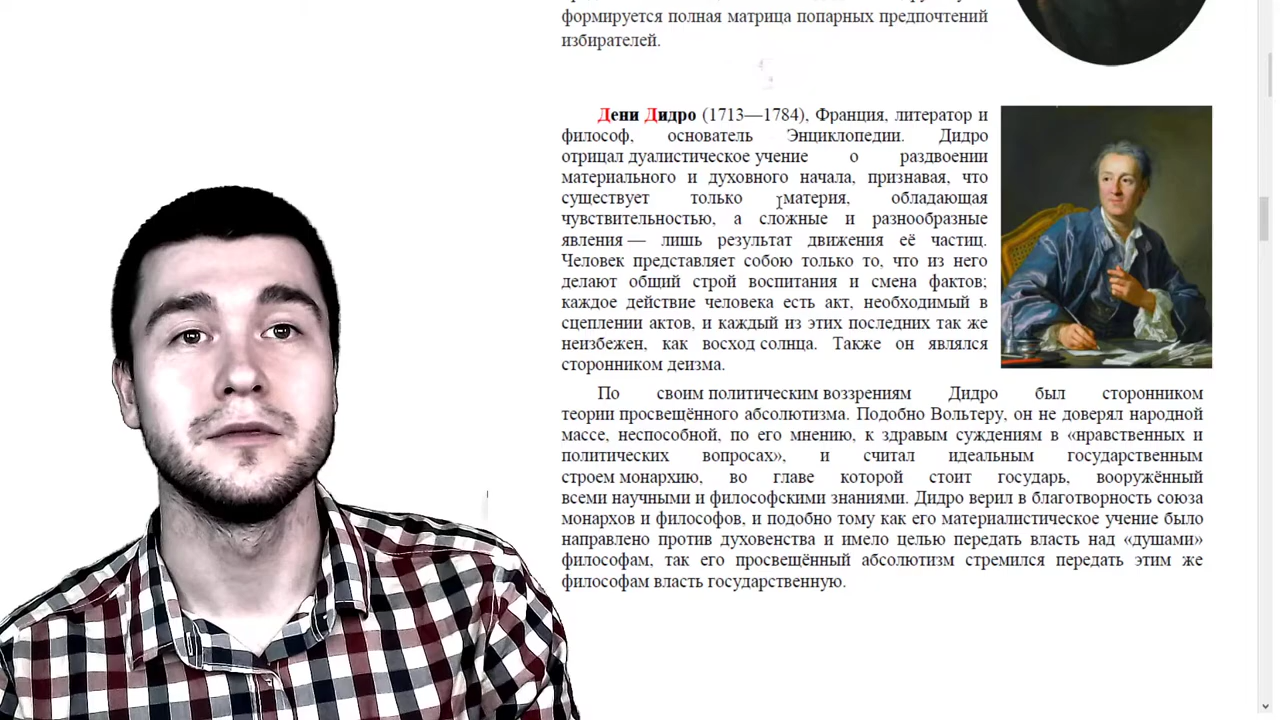 формируется полная матрица попарных предпочтений
избирателей.
Дени Дидро (1713—1784), Франция, литератор и
философ, основатель Энциклопедии. Дидро
отрицал дуалистическое учение о раздвоении
материального и духовного начала, признавая, что
существует только материя, обладающая
чувствительностью, а сложные и разнообразные
явления — лишь результат движения её частиц.
Человек представляет собою только то, что из него
делают общий строй воспитания и смена фактов;
каждое действие человека есть акт, необходимый в
сцеплении актов, и каждый из этих последних так же
неизбежен, как восход солнца. Также он являлся
сторонником деизма.
По своим политическим воззрениям Дидро был сторонником
теории просвещённого абсолютизма. Подобно Вольтеру, он не доверял народной
массе, неспособной, по его мнению, к здравым суждениям в «нравственных и
политических вопросах», и считал идеальным государственным
строем монархию, во главе которой стоит государь, вооружённый
всеми научными и философскими знаниями. Дидро верил в благотворность союза
монархов и философов, и подобно тому как его материалистическое учение было
направлено против духовенства и имело целью передать власть над «душами»
философам, так его просвещённый абсолютизм стремился передать этим же
философам власть государственную.